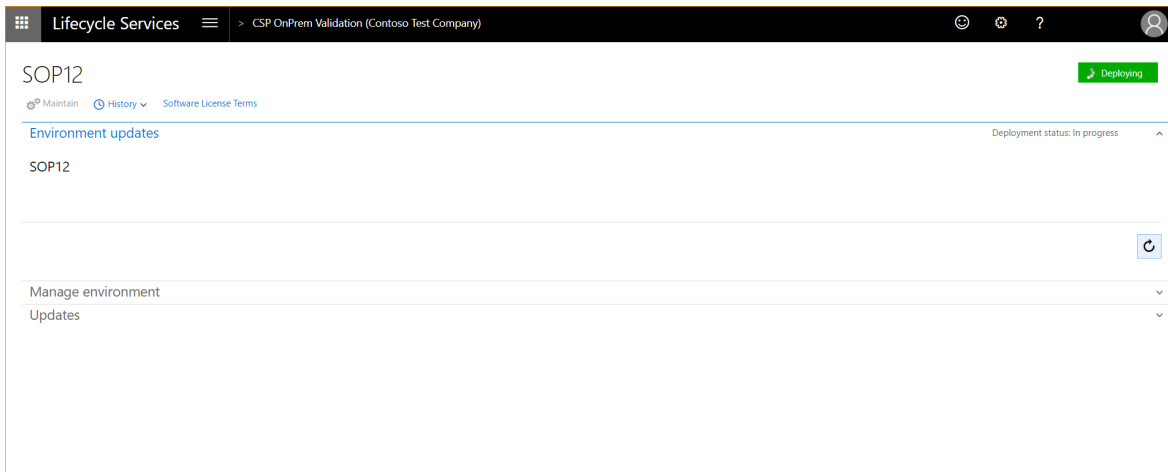 Lifecycle Services > CSP OnPrem Validation (Contoso Test Company) ?
SOP12
Deploying
Maintain History Software License Terms
Environment updates Deployment status: In progress
SOP12
Manage environment
Updates